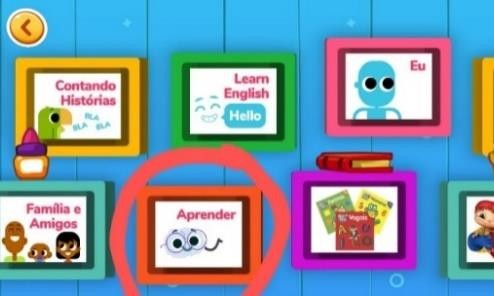 Contando
Histórias
BLA
BLA
BLA
Learn
English
Hello
Eu
Família e
Amigos
Aprender
Vogais